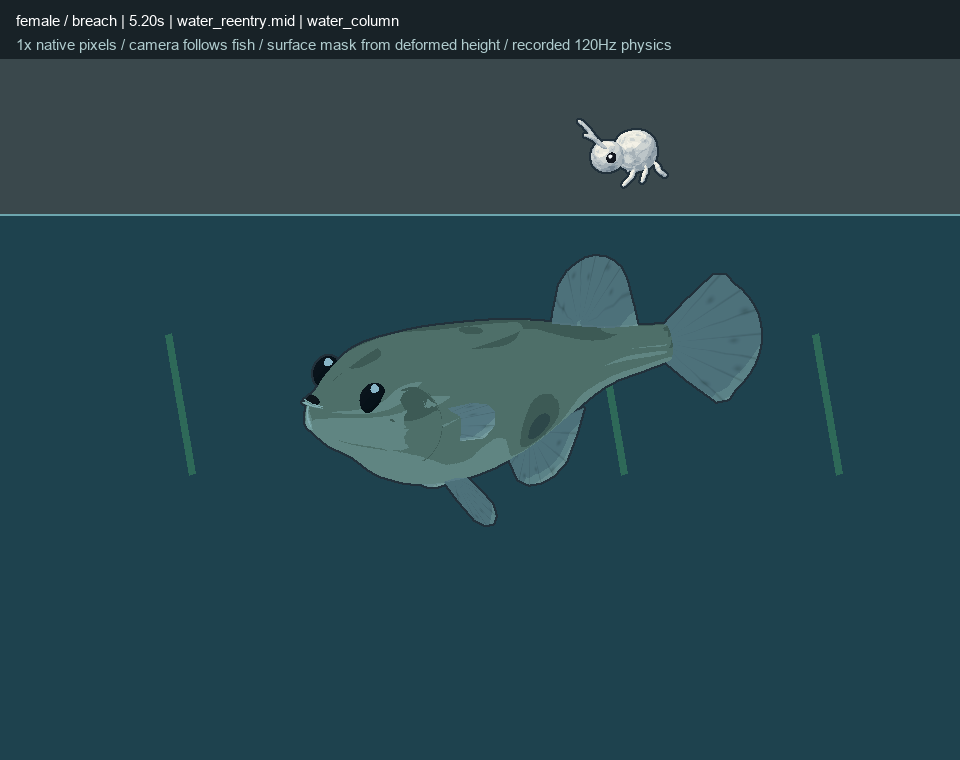 female / breach | 5.20s | water_reentry.mid | water_column
1x native pixels / camera follows fish / surface mask from deformed height / recorded 120Hz physics